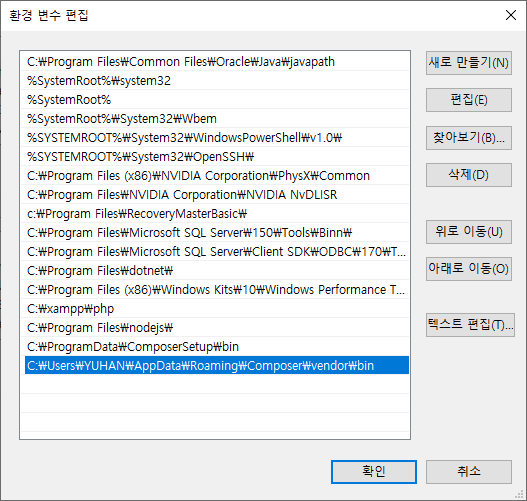 환경 변수 편집
C:₩Program Files₩Common Files₩Oracle₩Java₩javapath
%SystemRoot%₩system32
%SystemRoot%
%SystemRoot%₩System32₩Wbem
%SYSTEMROOT%₩System32₩WindowsPowerShell₩v1.0₩
%SYSTEMROOT%₩System32₩OpenSSH₩
C:₩Program Files (x86)₩NVIDIA Corporation₩PhysX₩Common
C:₩Program Files₩NVIDIA Corporation₩NVIDIA NvDLISR
c:₩Program Files₩RecoveryMasterBasic₩
C:₩Program Files₩Microsoft SQL Server₩150₩Tools₩Binn₩
C:₩Program Files₩Microsoft SQL Server₩Client SDK₩ODBC₩170₩T...
C:₩Program Files₩dotnet₩
C:₩Program Files (x86)₩Windows Kits₩10₩Windows Performance T...
C:₩xampp₩php
C:₩Program Files₩nodejs₩
C:₩ProgramData₩ComposerSetup₩bin
C:₩Users₩YUHAN₩AppData₩Roaming₩Composer₩vendor₩bin
새로 만들기(N)
편집(E)
찾아보기(B)...
삭제(D)
위로 이동(U)
아래로 이동(O)
텍스트 편집(T)...
확인
취소